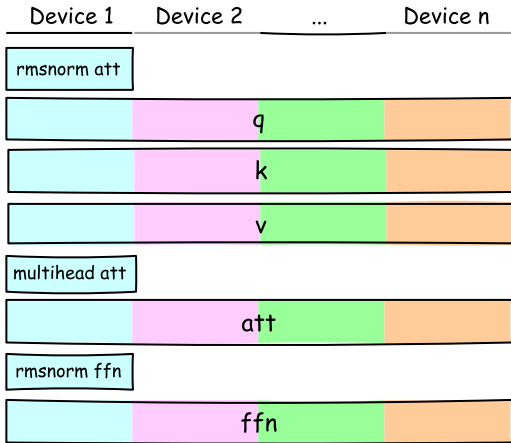 Device 1 Device 2 ... Device n
rmsnorm att
q
k
v
multihead att
att
rmsnorm ffn
ffn